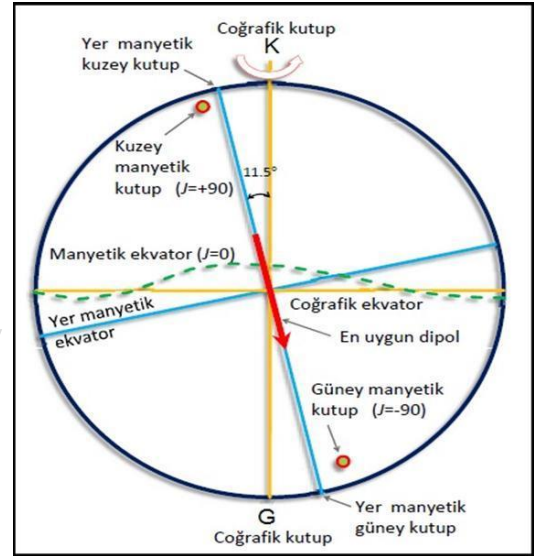 Coğrafik kutup
K
Yer manyetik
kuzey kutup
Kuzey
manyetik
kutup (J=+90)
11.5°
Manyetik ekvator (J=0)
Coğrafik ekvator
Yer manyetik
ekvator
En uygun dipol
Güney manyetik
kutup (J=-90)
G
Coğrafik kutup
Yer manyetik
güney kutup